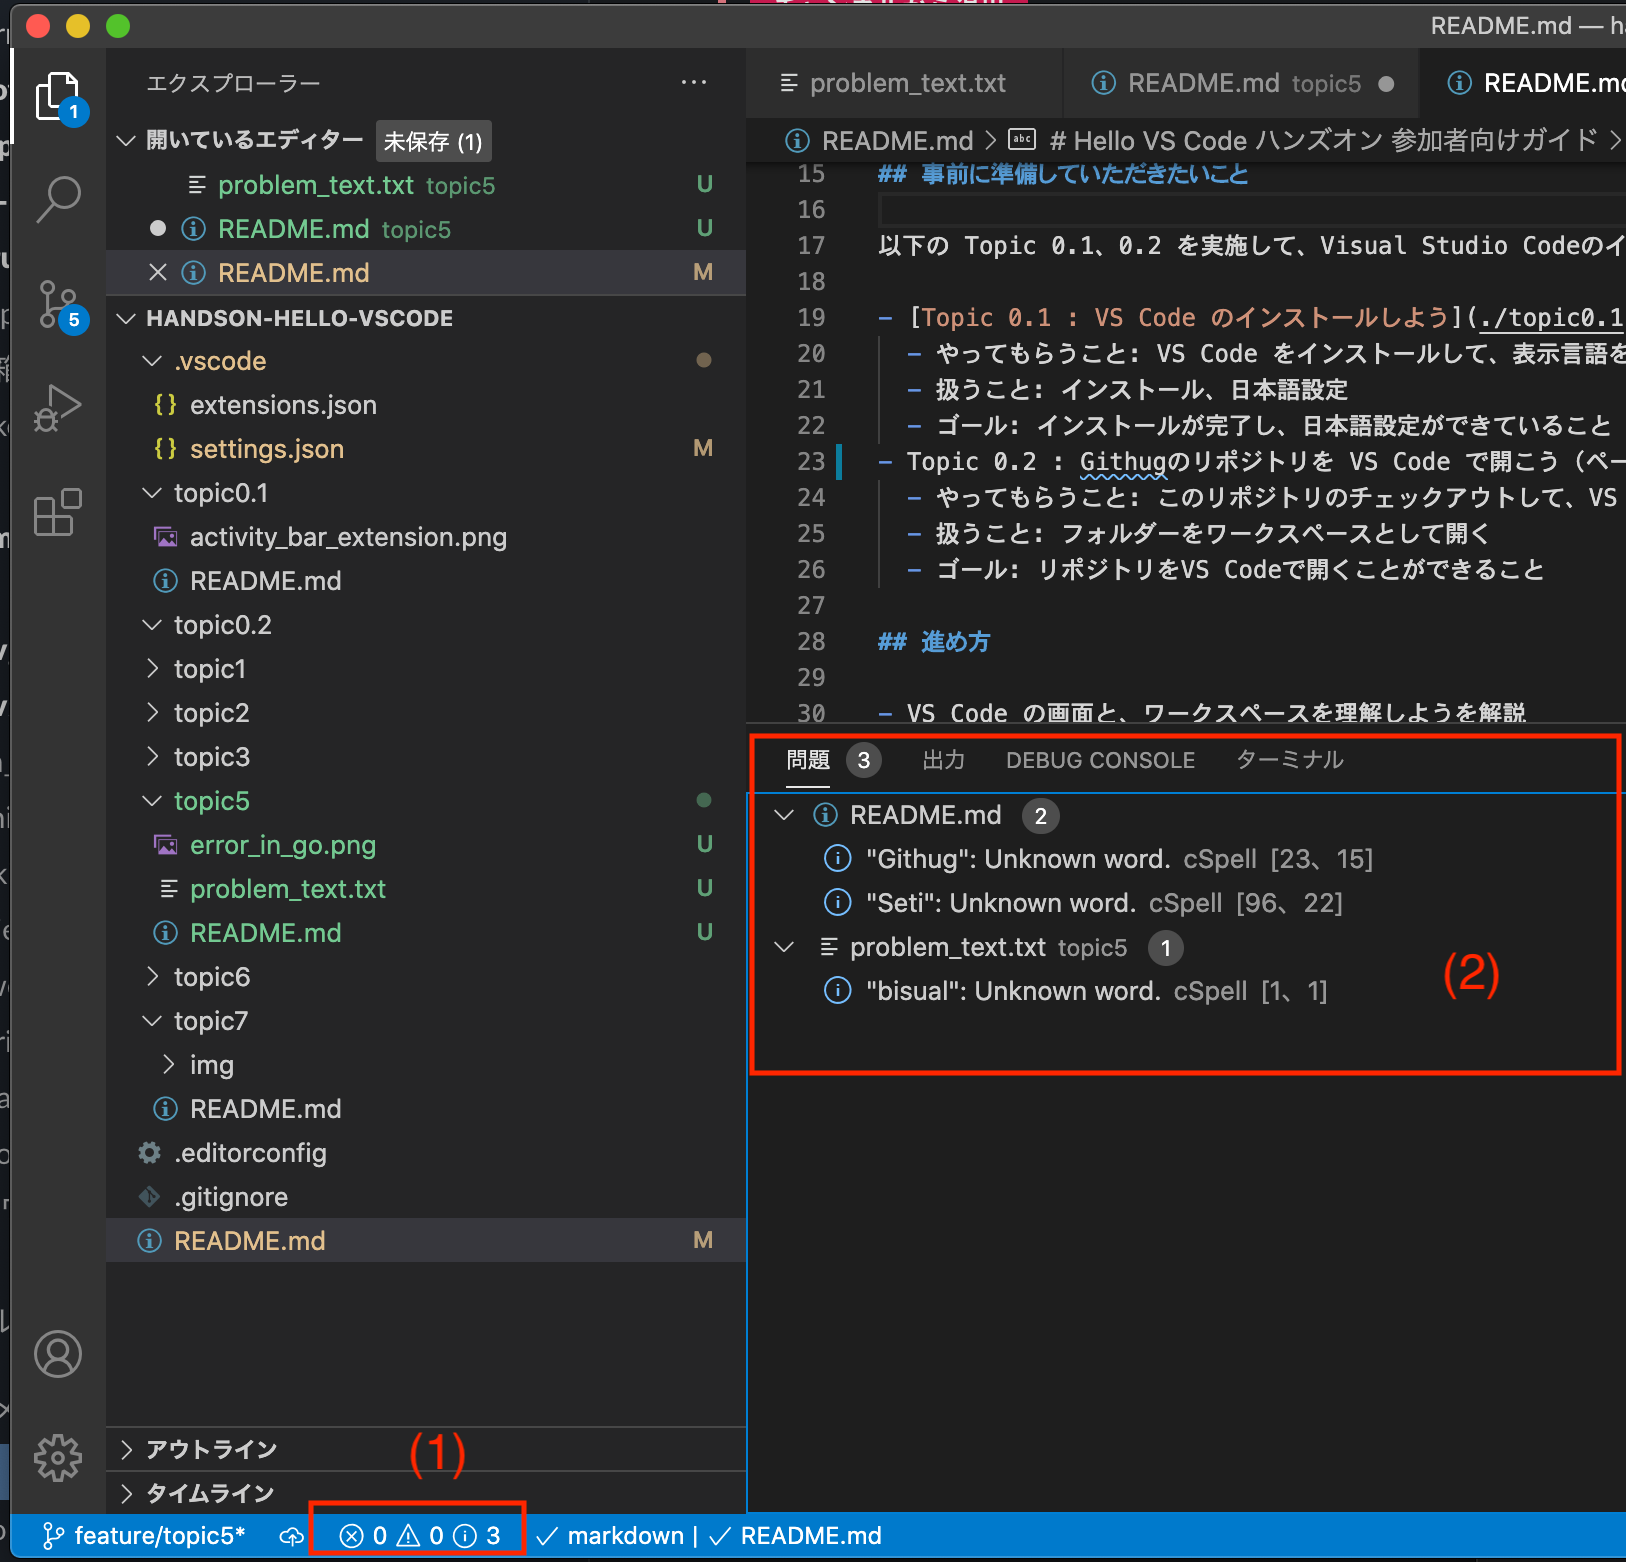 README.md — ha
エクスプローラー
1
開いているエディター 未保存 (1)
problem_text.txt topic5 U
README.md topic5 U
README.md M
5
HANDSON-HELLO-VSCODE
.vscode
{} extensions.json
{} settings.json M
topic0.1
activity_bar_extension.png
README.md
topic0.2
topic1
topic2
topic3
topic5
error_in_go.png U
problem_text.txt U
README.md U
topic6
topic7
img
README.md
.editorconfig
.gitignore
README.md M
アウトライン
タイムライン
(1)
problem_text.txt README.md topic5 README.md
README.md > # Hello VS Code ハンズオン 参加者向けガイド >
15 ## 事前に準備していただきたいこと
16
17 以下の Topic 0.1、0.2 を実施して、Visual Studio Codeのイ
18
19 - [Topic 0.1 : VS Code のインストールしよう](./topic0.1
20 - やってもらうこと: VS Code をインストールして、表示言語を
21 - 扱うこと: インストール、日本語設定
22 - ゴール: インストールが完了し、日本語設定ができていること
23 - Topic 0.2 : Githugのリポジトリを VS Code で開こう (ペー
24 - やってもらうこと: このリポジトリのチェックアウトして、VS
25 - 扱うこと: フォルダーをワークスペースとして開く
26 - ゴール: リポジトリをVS Codeで開くことができること
27
28 ## 進め方
29
30 - VS Code の画面と、ワークスペースを理解しようを解説
問題 3 出力 DEBUG CONSOLE ターミナル
README.md 2
"Githug": Unknown word. cSpell [23、15]
"Seti": Unknown word. cSpell [96、22]
problem_text.txt topic5 1
"bisual": Unknown word. cSpell [1、1]
(2)
feature/topic5* 0 0 3 markdown | README.md